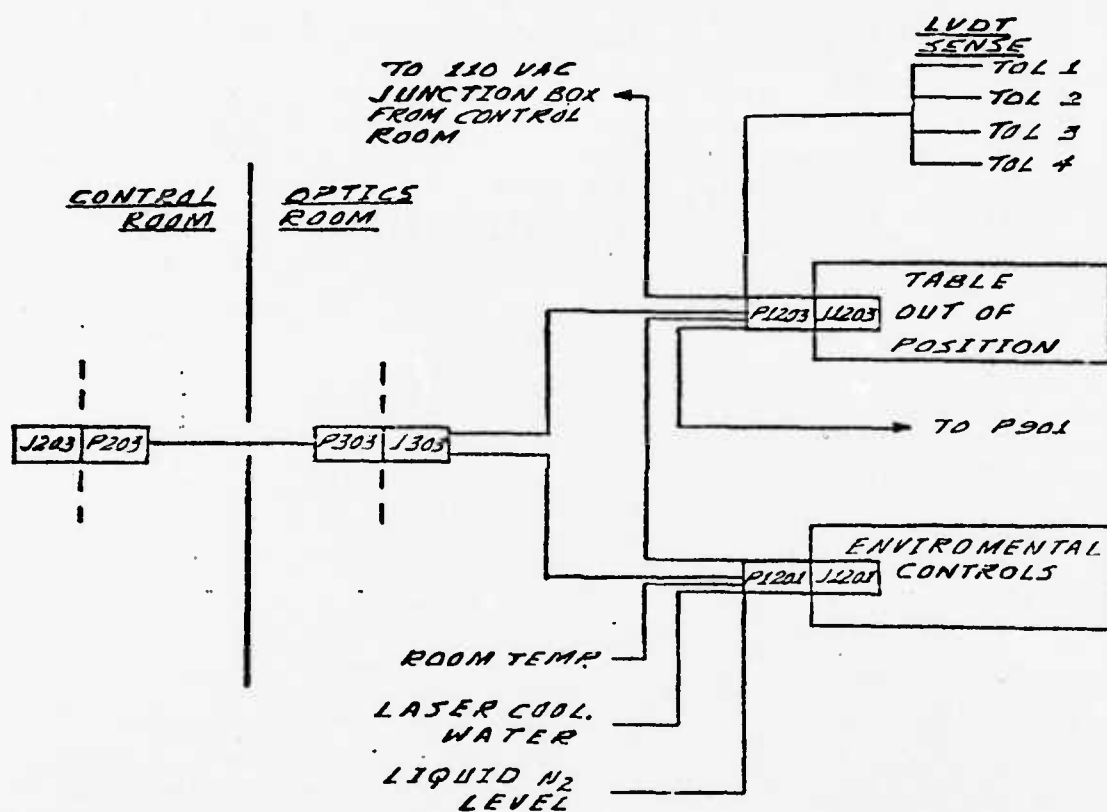 LVDT
SENSE
TOL 1
TOL 2
TOL 3
TOL 4
TO 110 VAC
JUNCTION BOX
FROM CONTROL
ROOM
CONTROL
ROOM
OPTICS
ROOM
P1203 J1203
TABLE
OUT OF
POSITION
TO P901
J203 P203
P303 J303
P1201 J1201
ENVIROMENTAL
CONTROLS
ROOM TEMP.
LASER COOL.
WATER
LIQUID N2
LEVEL